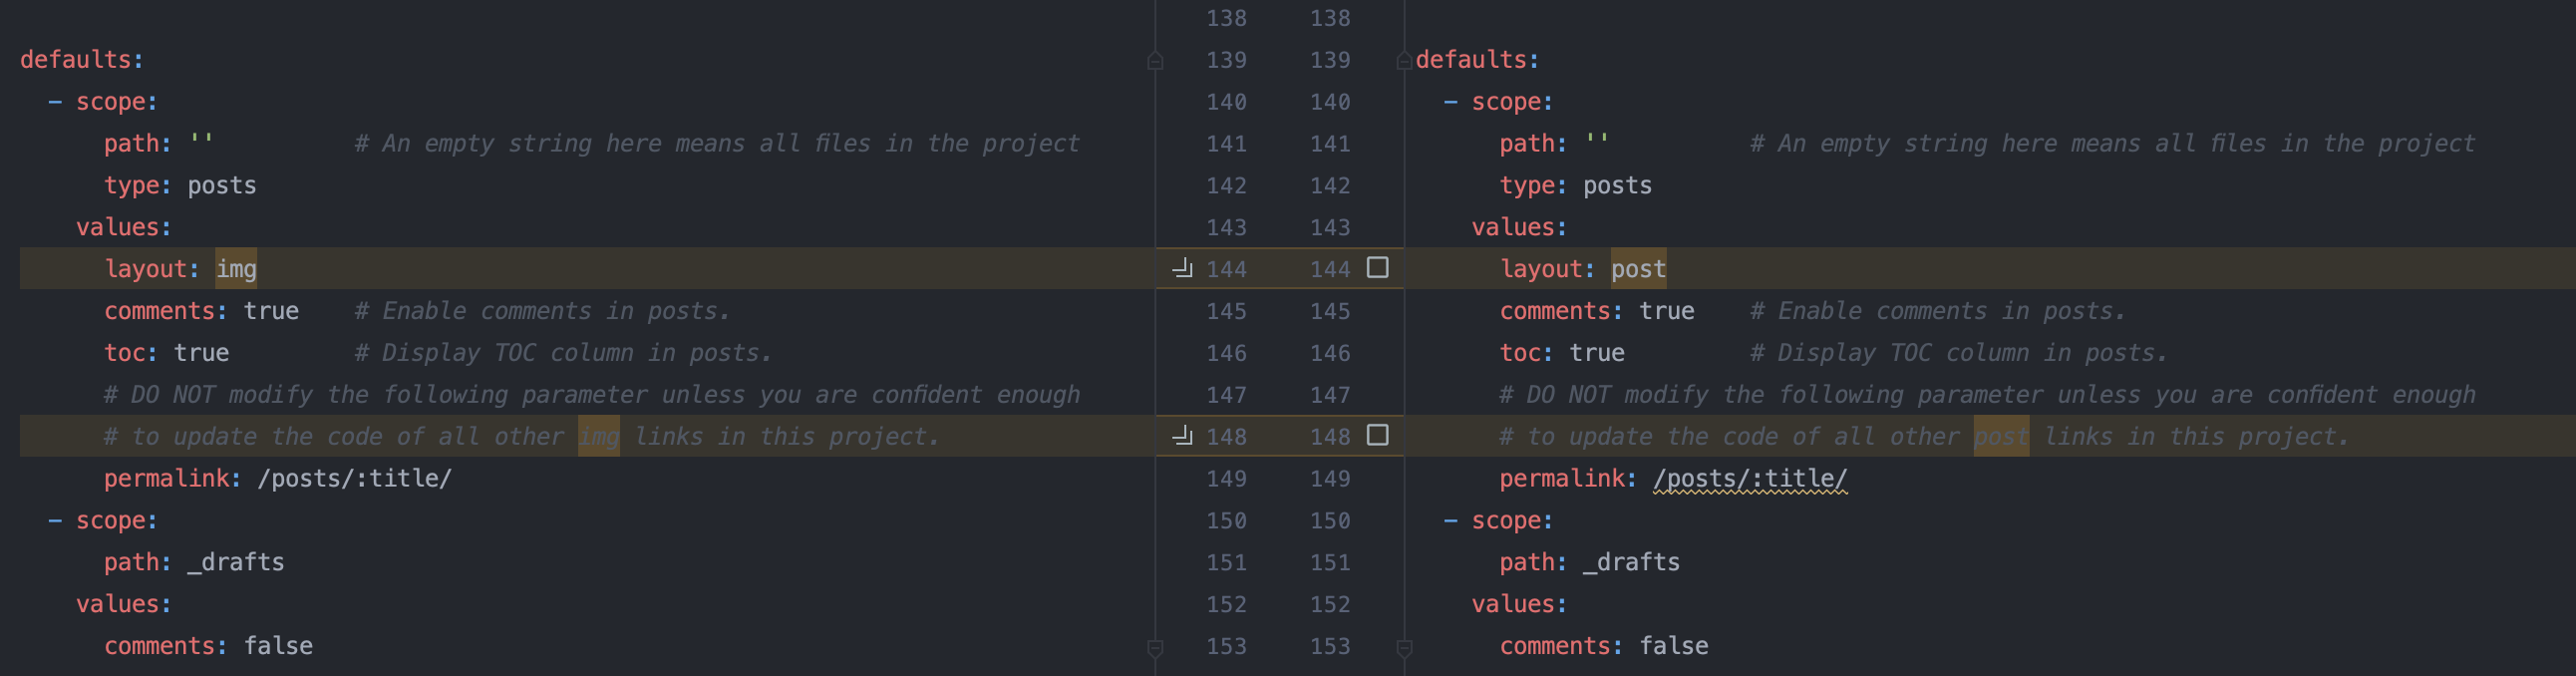 138 138
defaults: 139 139 defaults:
- scope: 140 140 - scope:
path: '' # An empty string here means all files in the project 141 141 path: '' # An empty string here means all files in the project
type: posts 142 142 type: posts
values: 143 143 values:
layout: img 144 144 layout: post
comments: true # Enable comments in posts. 145 145 comments: true # Enable comments in posts.
toc: true # Display TOC column in posts. 146 146 toc: true # Display TOC column in posts.
# DO NOT modify the following parameter unless you are confident enough 147 147 # DO NOT modify the following parameter unless you are confident enough
# to update the code of all other img links in this project. 148 148 # to update the code of all other post links in this project.
permalink: /posts/:title/ 149 149 permalink: /posts/:title/
- scope: 150 150 - scope:
path: _drafts 151 151 path: _drafts
values: 152 152 values:
comments: false 153 153 comments: false